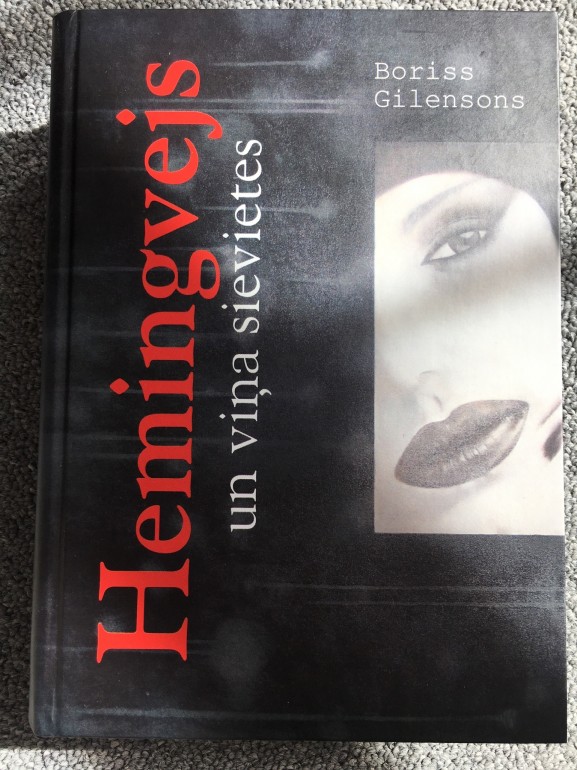 Boriss
Gilensons
Hemingvejs
un viņa sievietes